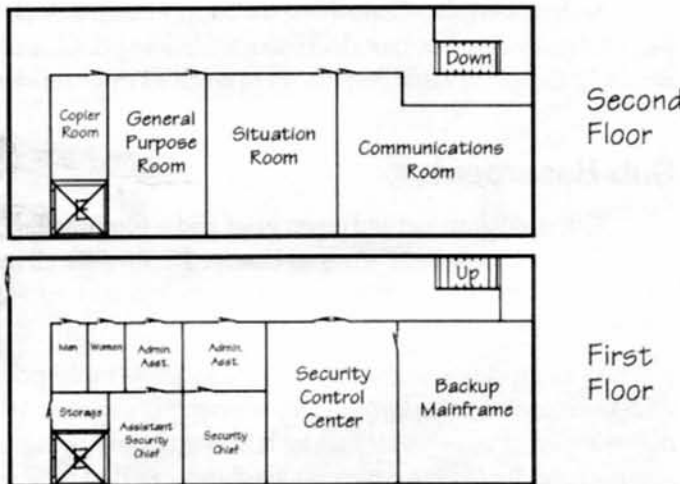 Down
Copier
Room
General
Purpose
Room
Situation
Room
Communications
Room
E
Second
Floor
Up
Men
Women
Admin.
Asst.
Admin.
Asst.
Security
Control
Center
Backup
Mainframe
Storage
Assistant
Security
Chief
Security
Chief
E
First
Floor